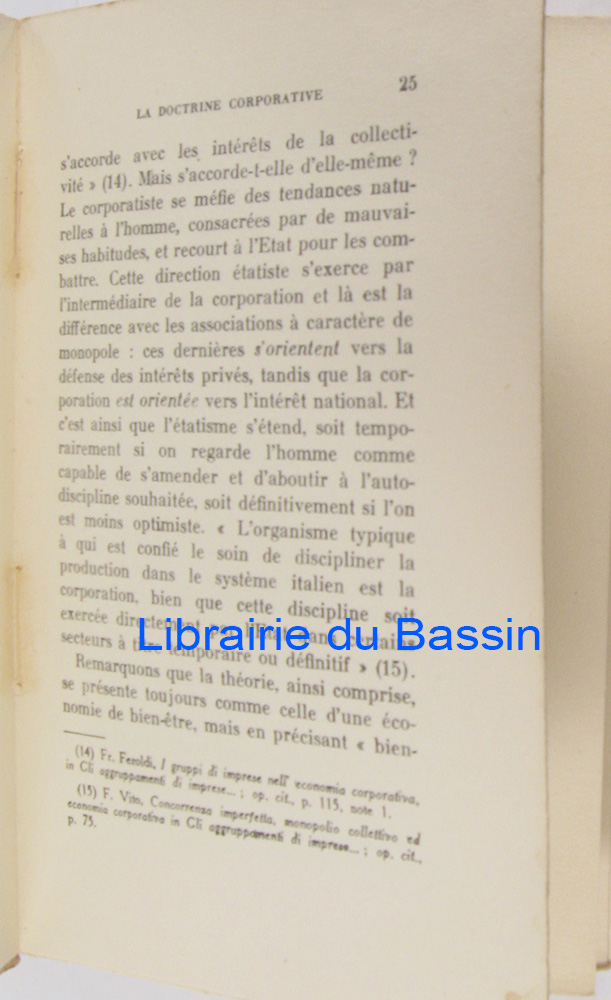 LA DOCTRINE CORPORATIVE 25
s'accorde avec les intérêts de la collecti-
vité » (14). Mais s'accorde-t-elle d'elle-même ?
Le corporatiste se méfie des tendances natu-
relles à l'homme, consacrées par de mauvai-
ses habitudes, et recourt à l'Etat pour les com-
battre. Cette direction étatiste s'exerce par
l'intermédiaire de la corporation et là est la
différence avec les associations à caractère de
monopole : ces dernières s'orientent vers la
défense des intérêts privés, tandis que la cor-
poration est orientée vers l'intérêt national. Et
c'est ainsi que l'étatisme s'étend, soit tempo-
rairement si on regarde l'homme comme
capable de s'amender et d'aboutir à l'auto-
discipline souhaitée, soit définitivement si l'on
est moins optimiste. « L'organisme typique
à qui est confié le soin de discipliner la
production dans le système italien est la
corporation, bien que cette discipline soit
exercée directement par l'Etat dans certains
Librairie du Bassin
secteurs à titre temporaire ou définitif » (15).
Remarquons que la théorie, ainsi comprise,
se présente toujours comme celle d'une éco-
nomie de bien-être, mais en précisant « bien-
(14) Fr. Feroldi, I gruppi di imprese nell' economia corporativa,
in Gli aggruppamenti di imprese... ; op. cit., p. 115, note 1.
(15) F. Vito, Concorrenza imperfetta, monopolio collettivo ed
economia corporativa in Gli aggruppamenti di imprese... ; op. cit.,
p. 75.